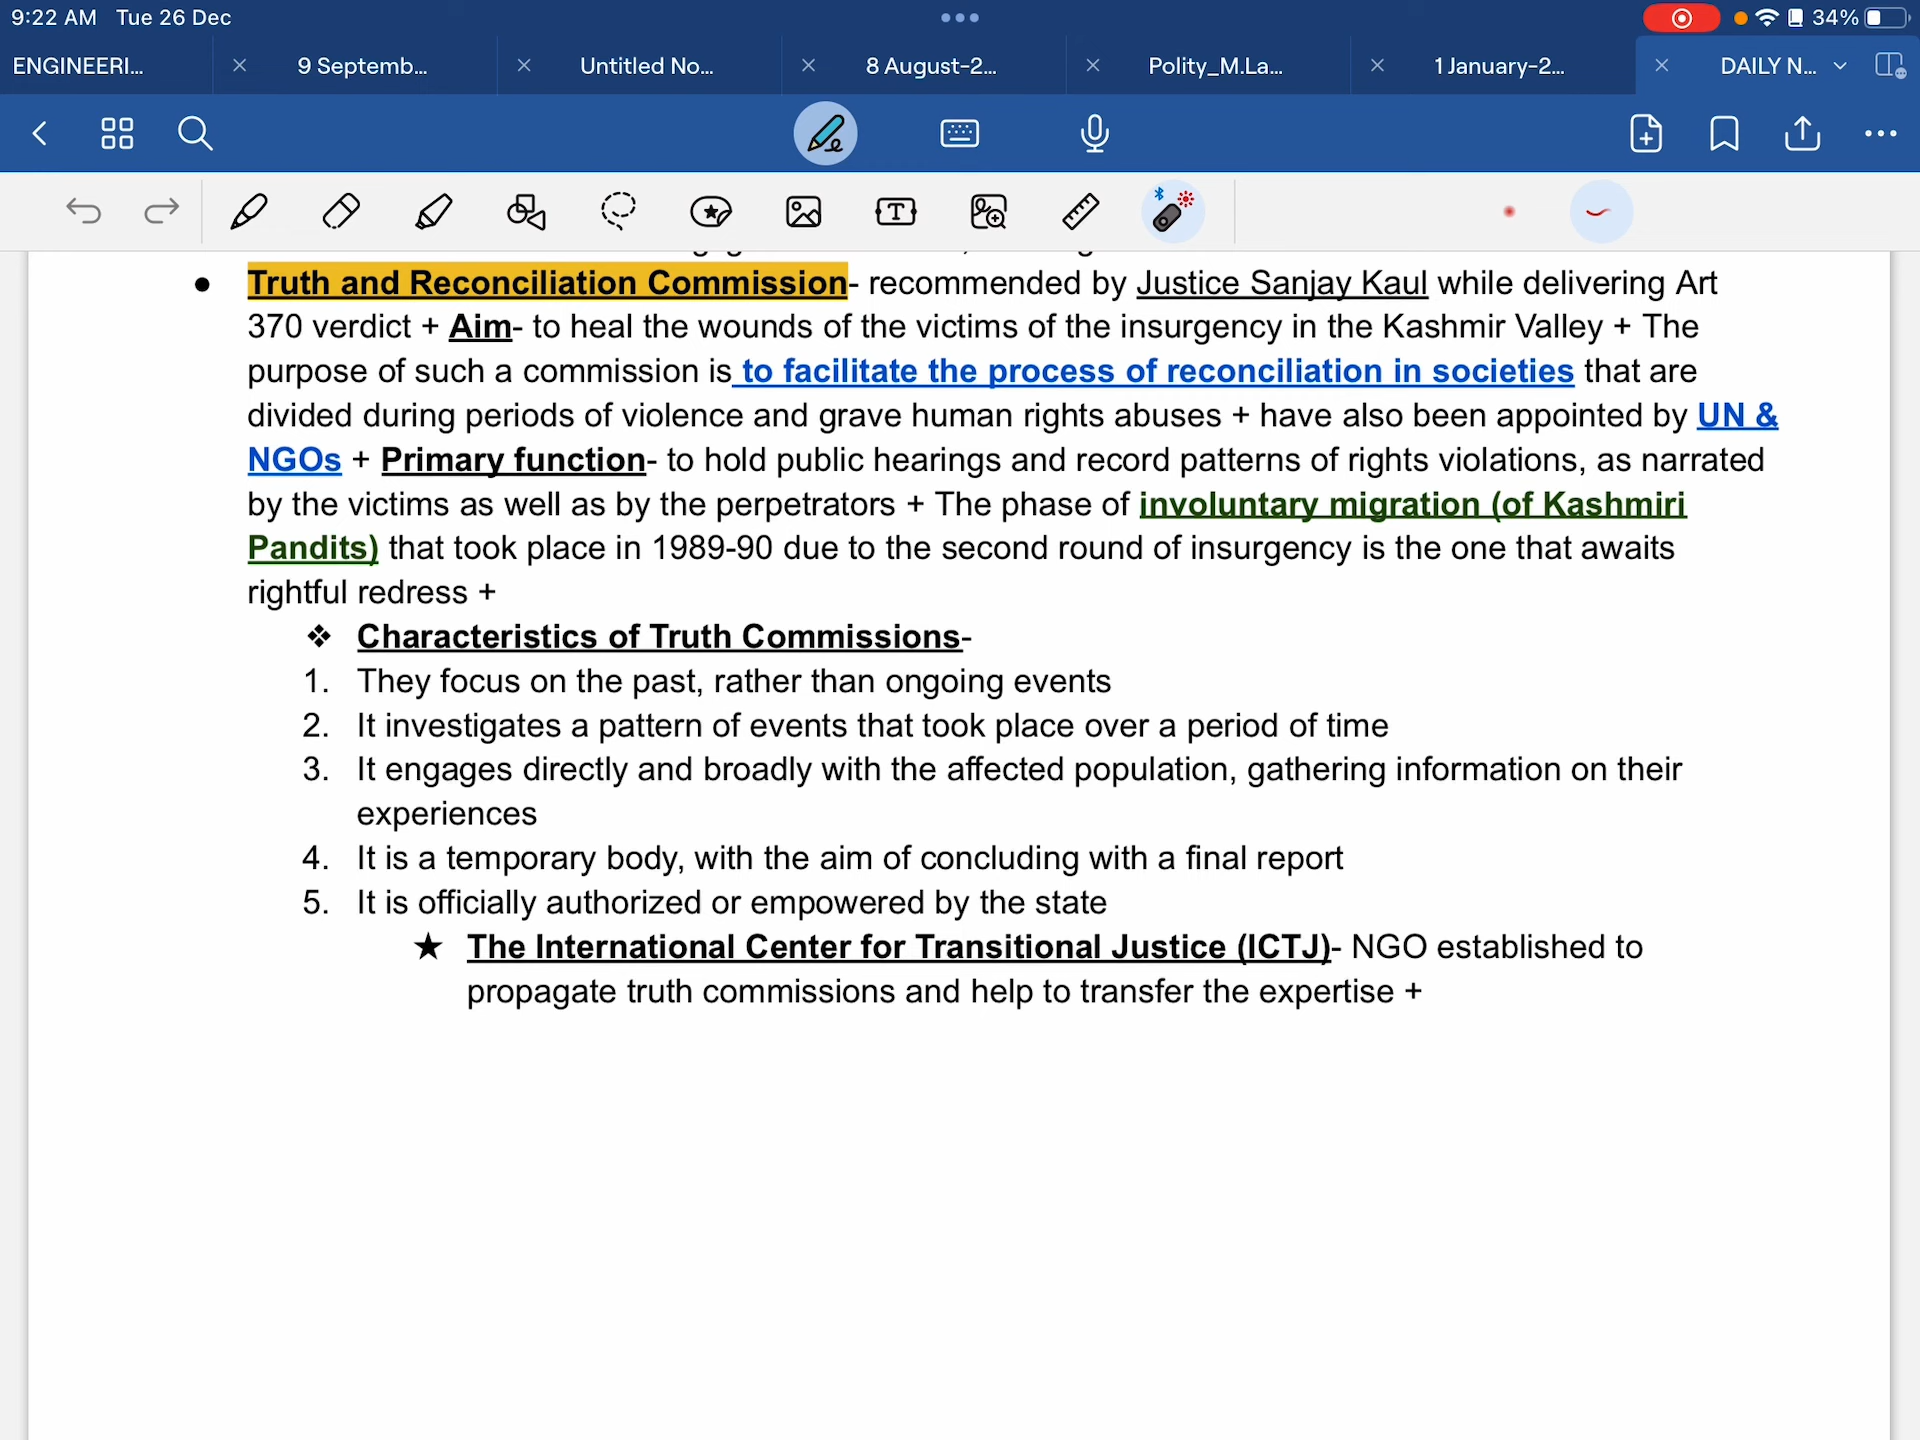 9:22 AM Tue 26 Dec
34%
ENGINEERI...
9 Septemb...
Untitled No...
8 August-2...
Polity_M.La...
1 January-2...
DAILY N...
Truth and Reconciliation Commission- recommended by Justice Sanjay Kaul while delivering Art
370 verdict + Aim- to heal the wounds of the victims of the insurgency in the Kashmir Valley + The
purpose of such a commission is to facilitate the process of reconciliation in societies that are
divided during periods of violence and grave human rights abuses + have also been appointed by UN &
NGOs + Primary function- to hold public hearings and record patterns of rights violations, as narrated
by the victims as well as by the perpetrators + The phase of involuntary migration (of Kashmiri
Pandits) that took place in 1989-90 due to the second round of insurgency is the one that awaits
rightful redress +
❖ Characteristics of Truth Commissions-
1. They focus on the past, rather than ongoing events
2. It investigates a pattern of events that took place over a period of time
3. It engages directly and broadly with the affected population, gathering information on their
experiences
4. It is a temporary body, with the aim of concluding with a final report
5. It is officially authorized or empowered by the state
★ The International Center for Transitional Justice (ICTJ)- NGO established to
propagate truth commissions and help to transfer the expertise +